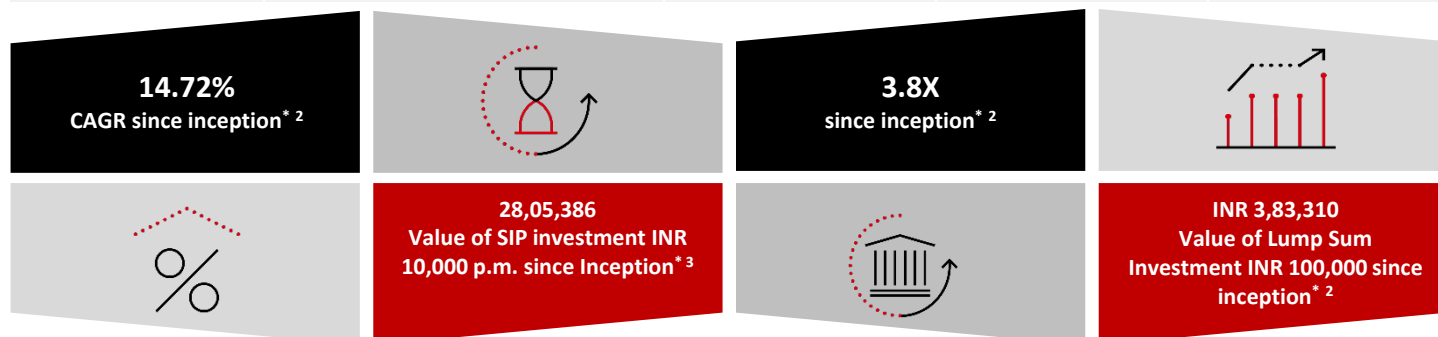 14.72%
CAGR since inception* 2
3.8X
since inception* 2
28,05,386
Value of SIP investment INR
10,000 p.m. since Inception* 3
INR 3,83,310
Value of Lump Sum
Investment INR 100,000 since
inception* 2